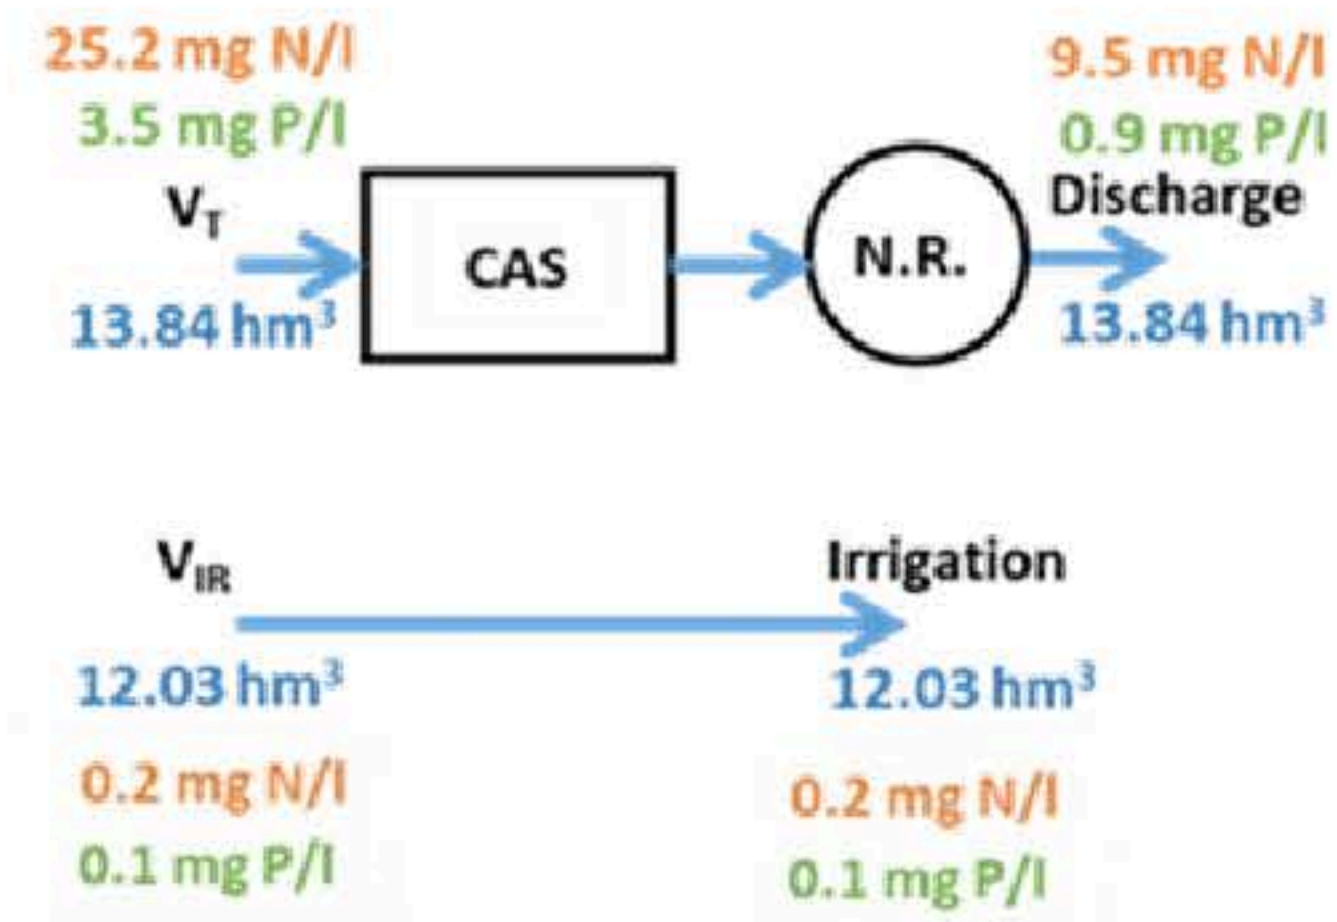 25.2 mg N/l
3.5 mg P/l
V_T
13.84 hm³
CAS
N.R.
9.5 mg N/l
0.9 mg P/l
Discharge
13.84 hm³
V_IR
12.03 hm³
0.2 mg N/l
0.1 mg P/l
Irrigation
12.03 hm³
0.2 mg N/l
0.1 mg P/l